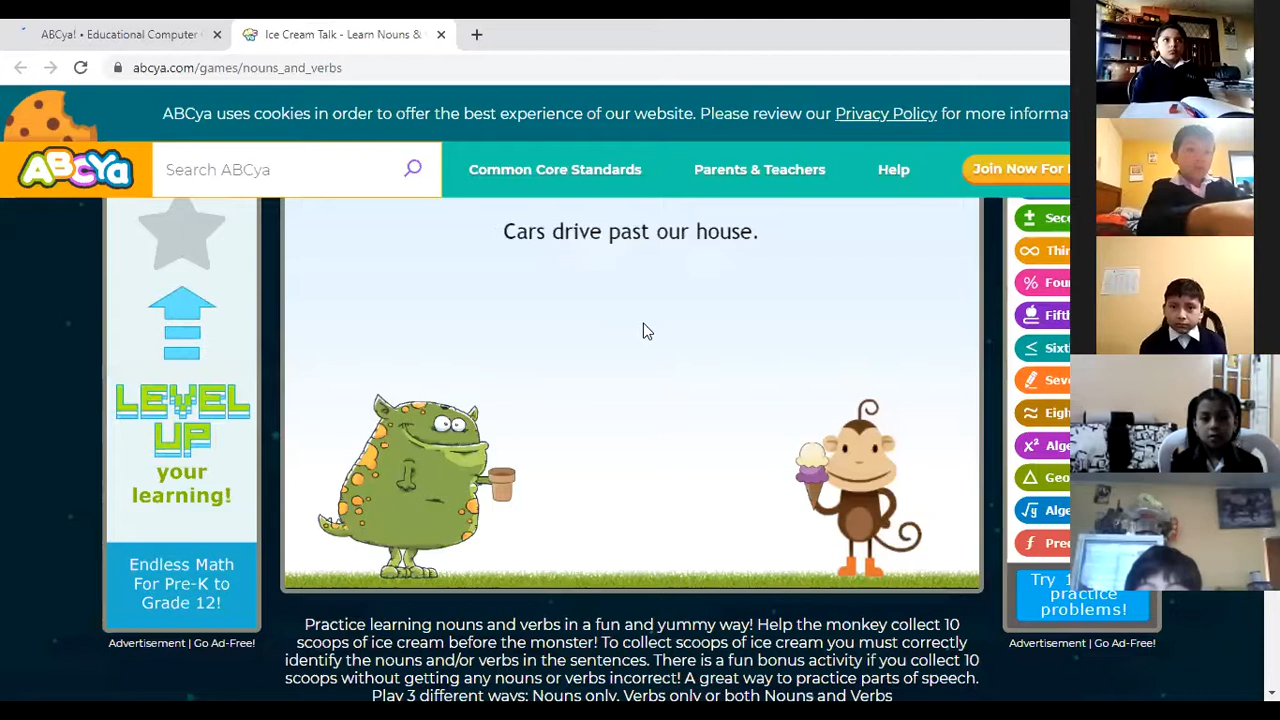 ABCya! • Educational Computer
Ice Cream Talk - Learn Nouns &
abcya.com/games/nouns_and_verbs
ABCya uses cookies in order to offer the best experience of our website. Please review our Privacy Policy for more informa
ABCYa
Search ABCya
Common Core Standards
Parents & Teachers
Help
Join Now For
Cars drive past our house.
LEVEL
UP
your
learning!
Endless Math
For Pre-K to
Grade 12!
Advertisement | Go Ad-Free!
Practice learning nouns and verbs in a fun and yummy way! Help the monkey collect 10
scoops of ice cream before the monster! To collect scoops of ice cream you must correctly
identify the nouns and/or verbs in the sentences. There is a fun bonus activity if you collect 10
scoops without getting any nouns or verbs incorrect! A great way to practice parts of speech.
Play 3 different ways: Nouns only. Verbs only or both Nouns and Verbs
± Seco
∞ Thir
% Four
Fifth
≤ Sixt
Seve
≈ Eigh
x² Alge
Geo
√y Alge
f Prec
Try 1
practice
problems!
Advertisement | Go Ad-Free!